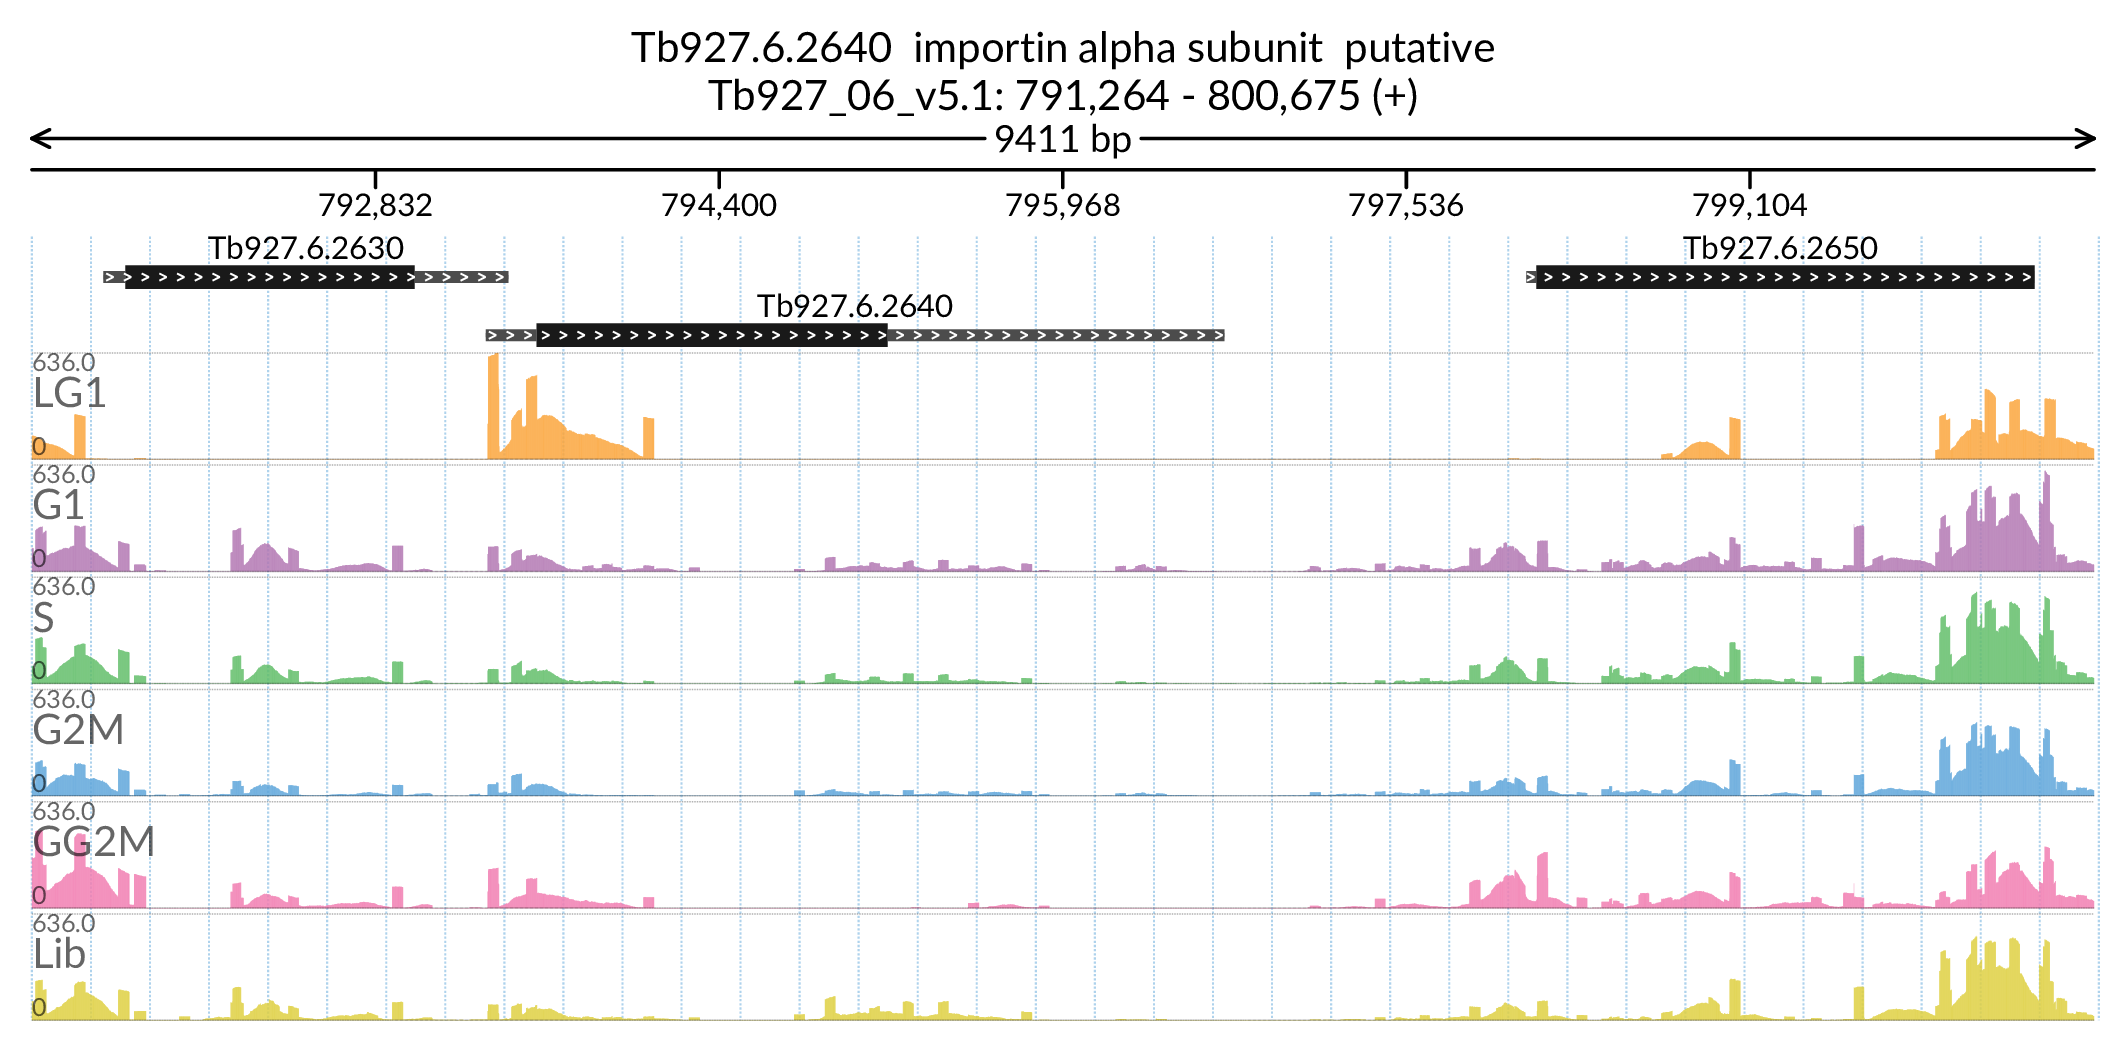 Tb927.6.2640  importin alpha subunit  putative
Tb927_06_v5.1: 791,264 - 800,675 (+)
9411 bp
792,832 794,400 795,968 797,536 799,104
Tb927.6.2630 Tb927.6.2650
Tb927.6.2640
636.0
LG1
0
636.0
G1
0
636.0
S
0
636.0
G2M
0
636.0
GG2M
0
636.0
Lib
0